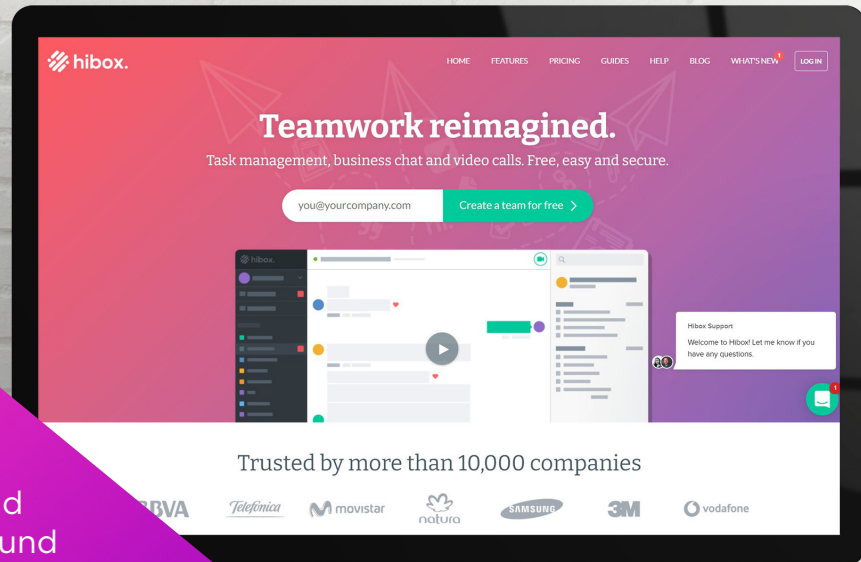 hibox.
HOME FEATURES PRICING GUIDES HELP BLOG WHAT'S NEW 1 LOG IN
Teamwork reimagined.
Task management, business chat and video calls. Free, easy and secure.
you@yourcompany.com Create a team for free
hibox.
Hibox Support
Welcome to Hibox! Let me know if you
have any questions.
1
Trusted by more than 10,000 companies
BVA Telefónica movistar natura SAMSUNG 3M vodafone
d
und